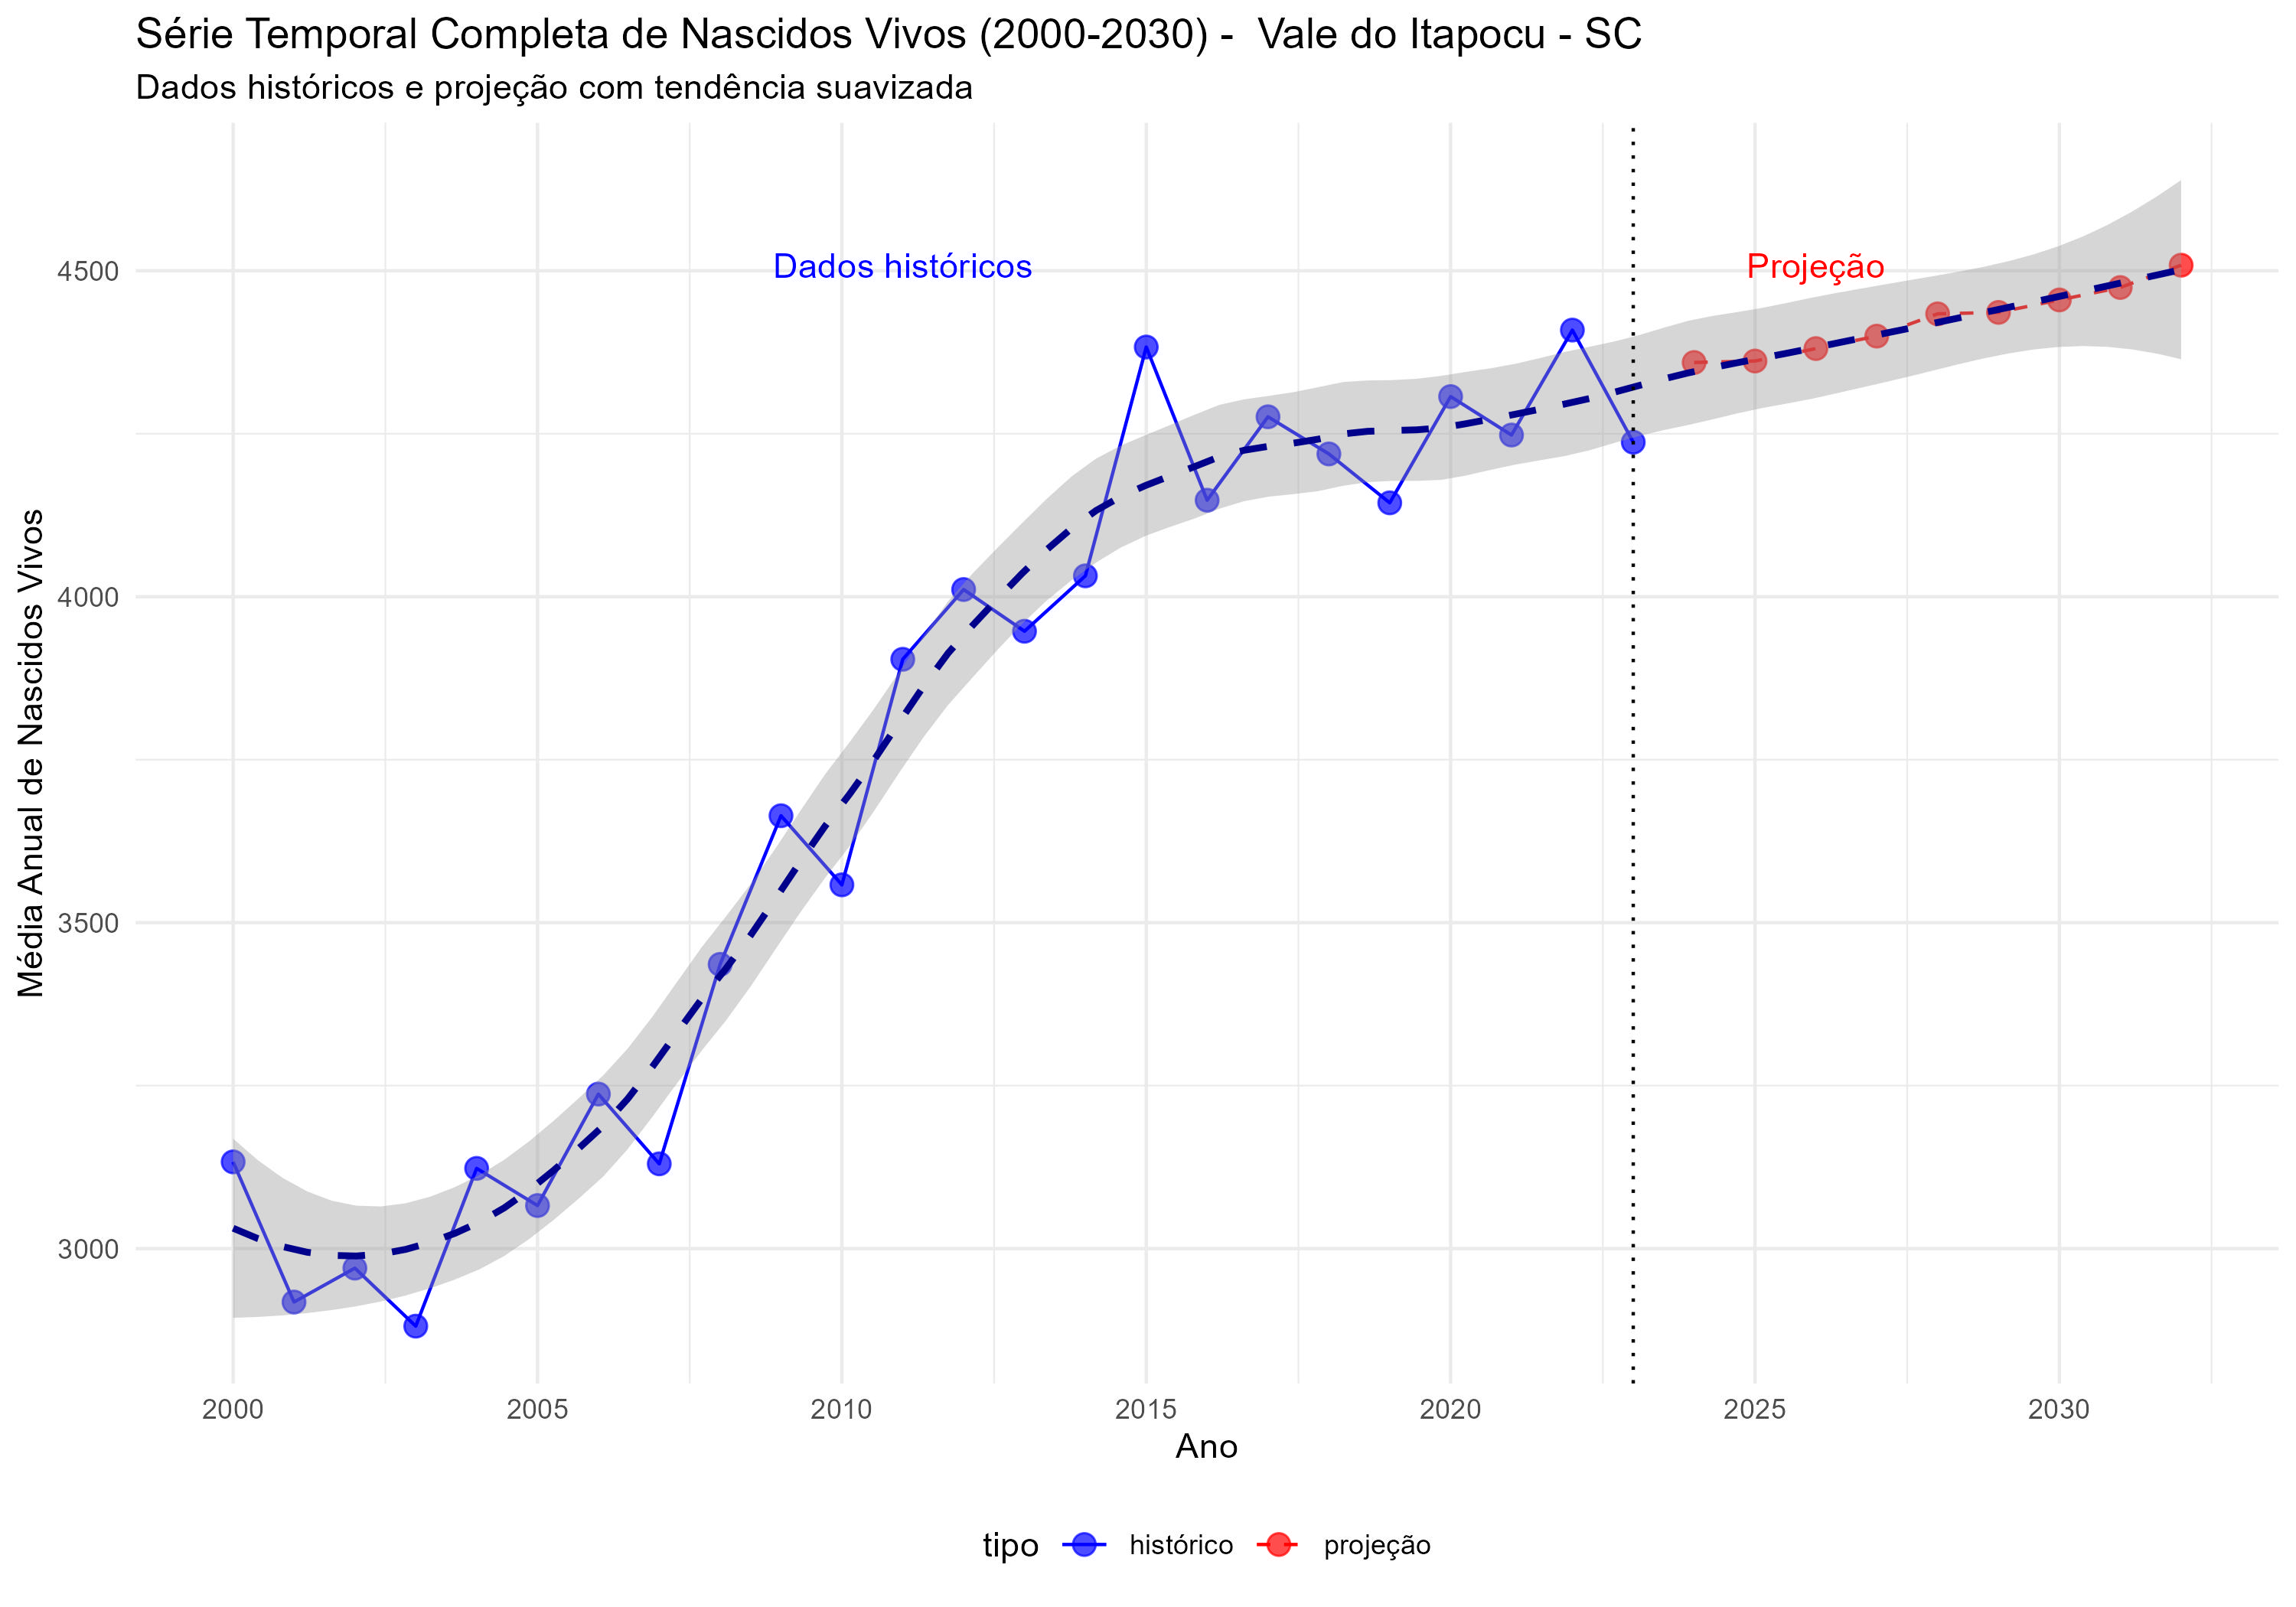 Série Temporal Completa de Nascidos Vivos (2000-2030) -  Vale do Itapocu - SC
Dados históricos e projeção com tendência suavizada
Média Anual de Nascidos Vivos
4500
4000
3500
3000
Dados históricos
Projeção
2000 2005 2010 2015 2020 2025 2030
Ano
tipo histórico projeção